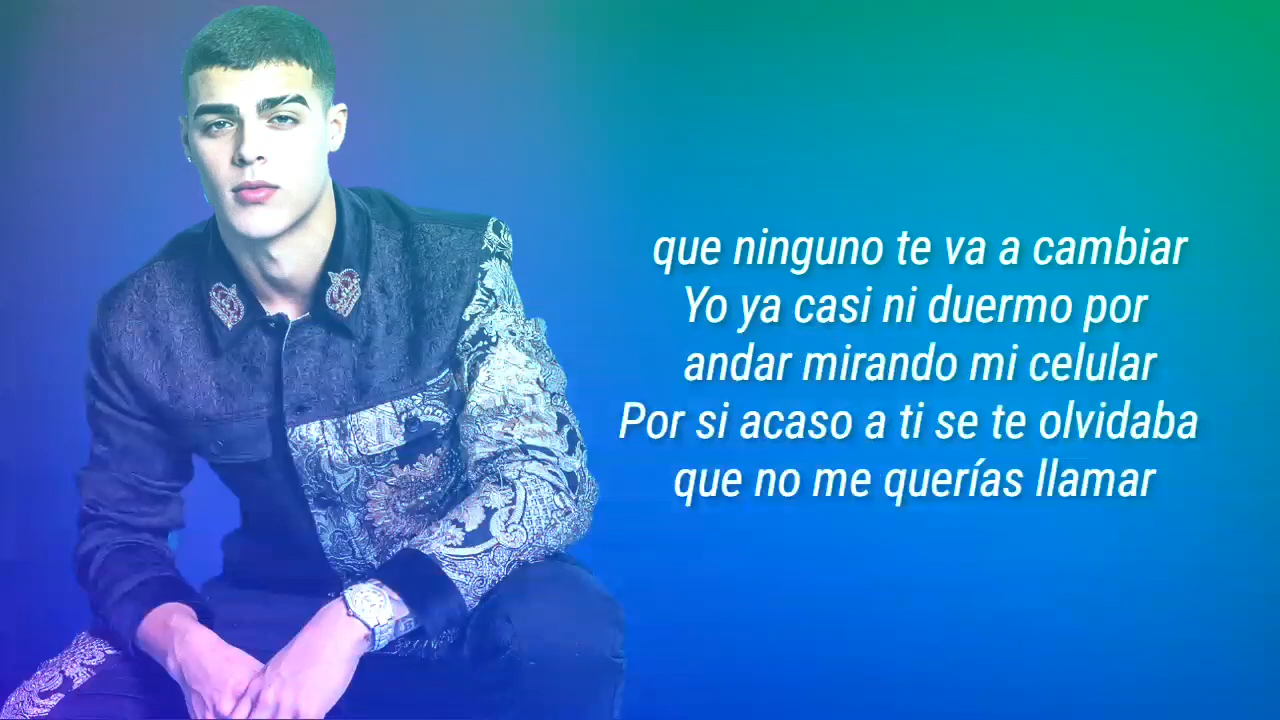 que ninguno te va a cambiar
Yo ya casi ni duermo por
andar mirando mi celular
Por si acaso a ti se te olvidaba
que no me querías llamar